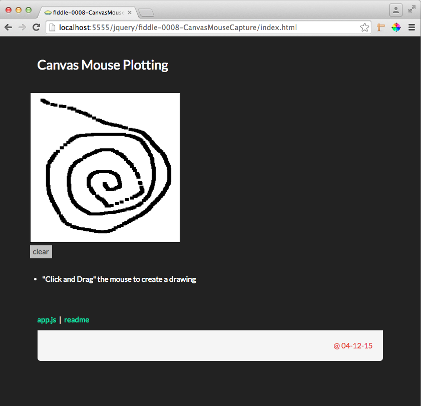 fiddle-0008-CanvasMous
localhost:5555/jquery/fiddle-0008-CanvasMouseCapture/index.html
Canvas Mouse Plotting
clear
"Click and Drag" the mouse to create a drawing
app.js | readme
@ 04-12-15